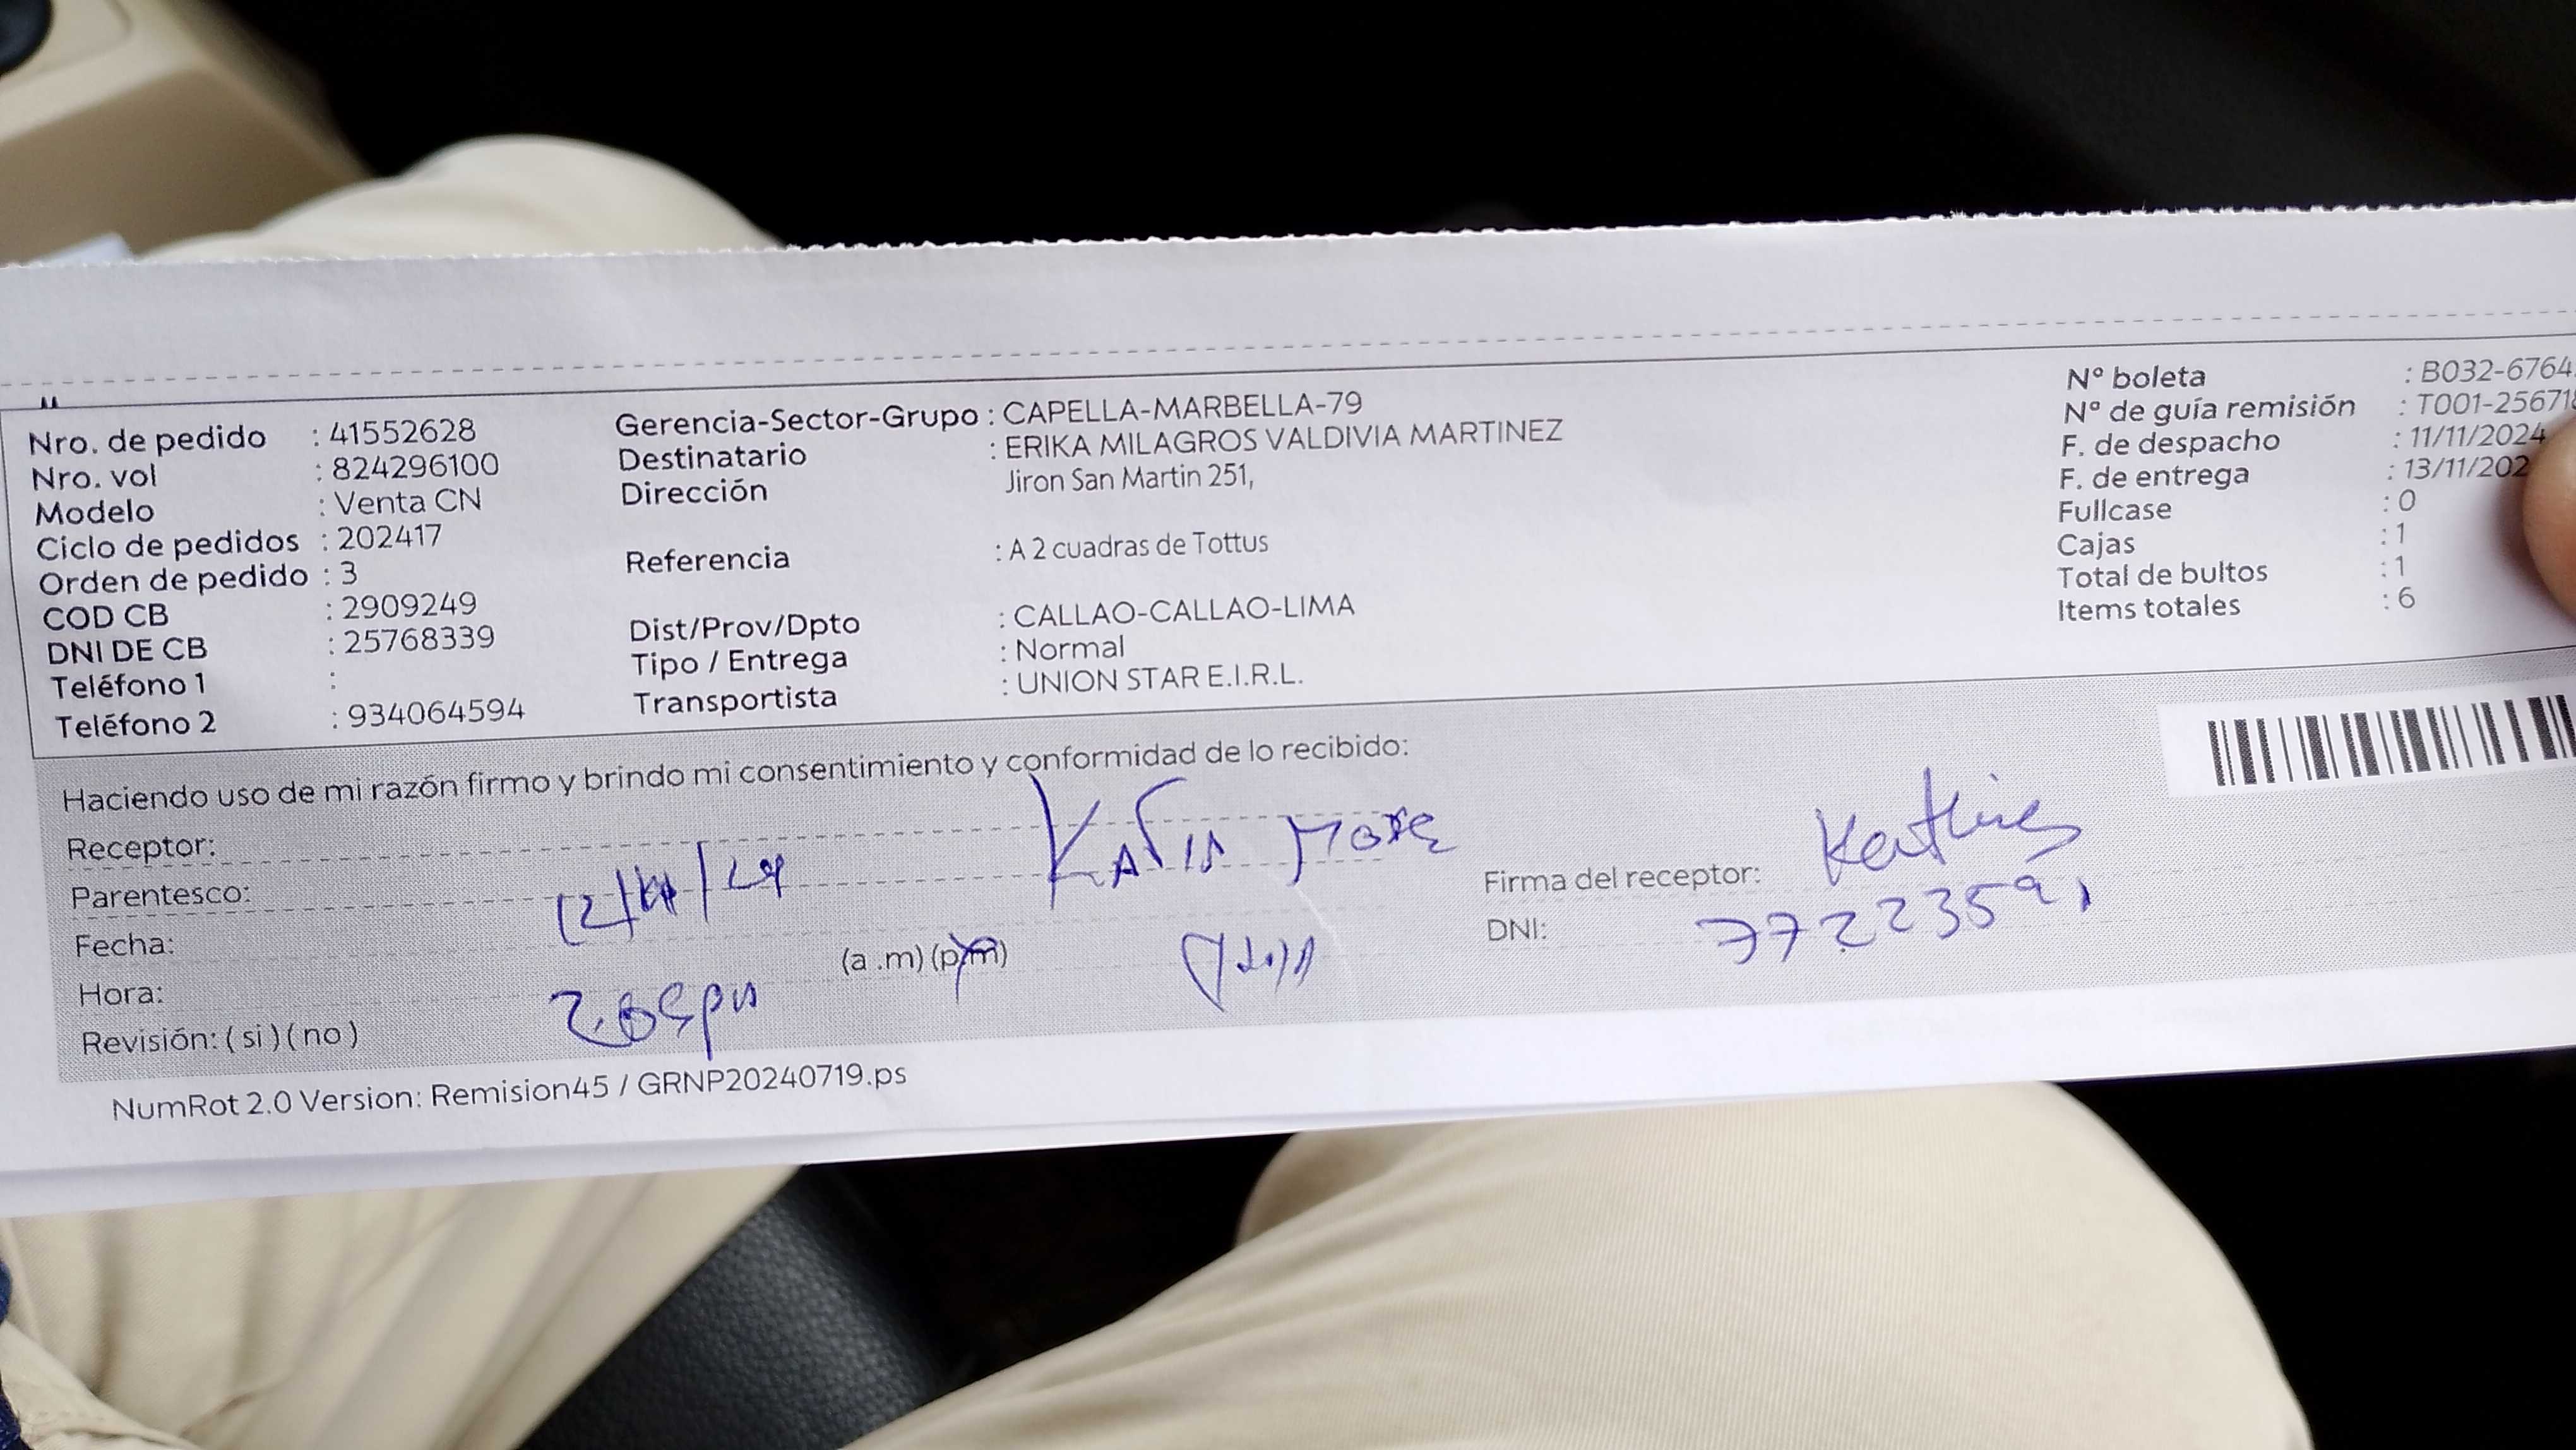 Nro. de pedido : 41552628
Nro. vol : 824296100
Modelo : Venta CN
Ciclo de pedidos : 202417
Orden de pedido : 3
COD CB : 2909249
DNI DE CB : 25768339
Teléfono 1 :
Teléfono 2 : 934064594
Gerencia-Sector-Grupo : CAPELLA-MARBELLA-79
Destinatario : ERIKA MILAGROS VALDIVIA MARTINEZ
Dirección Jiron San Martin 251,
Referencia : A 2 cuadras de Tottus
Dist/Prov/Dpto : CALLAO-CALLAO-LIMA
Tipo / Entrega : Normal
Transportista : UNION STAR E.I.R.L.
Nº boleta : B032-6764
Nº de guía remisión : T001-25671
F. de despacho : 11/11/2024
F. de entrega : 13/11/202
Fullcase : 0
Cajas : 1
Total de bultos : 1
Items totales : 6
Haciendo uso de mi razón firmo y brindo mi consentimiento y conformidad de lo recibido:
Receptor:
Parentesco:
Fecha:
Hora: (a .m) (p.m)
Revisión: ( si ) ( no )
Firma del receptor:
DNI: 77223591
NumRot 2.0 Version: Remision45 / GRNP20240719.ps